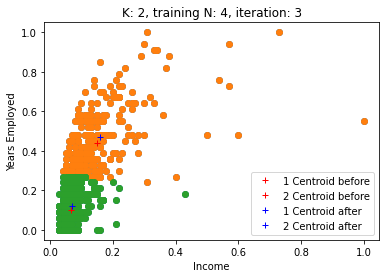 K: 2, training N: 4, iteration: 3
Years Employed
1.0
0.8
0.6
0.4
0.2
0.0
1 Centroid before
2 Centroid before
1 Centroid after
2 Centroid after
0.0 0.2 0.4 0.6 0.8 1.0
Income